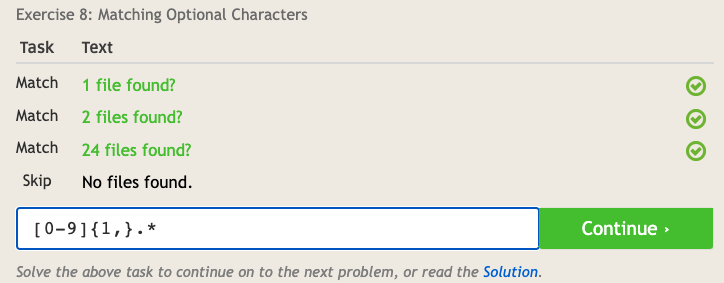 Exercise 8: Matching Optional Characters
Task Text
Match 1 file found?
Match 2 files found?
Match 24 files found?
Skip No files found.
[0-9]{1,}.* Continue ›
Solve the above task to continue on to the next problem, or read the Solution.